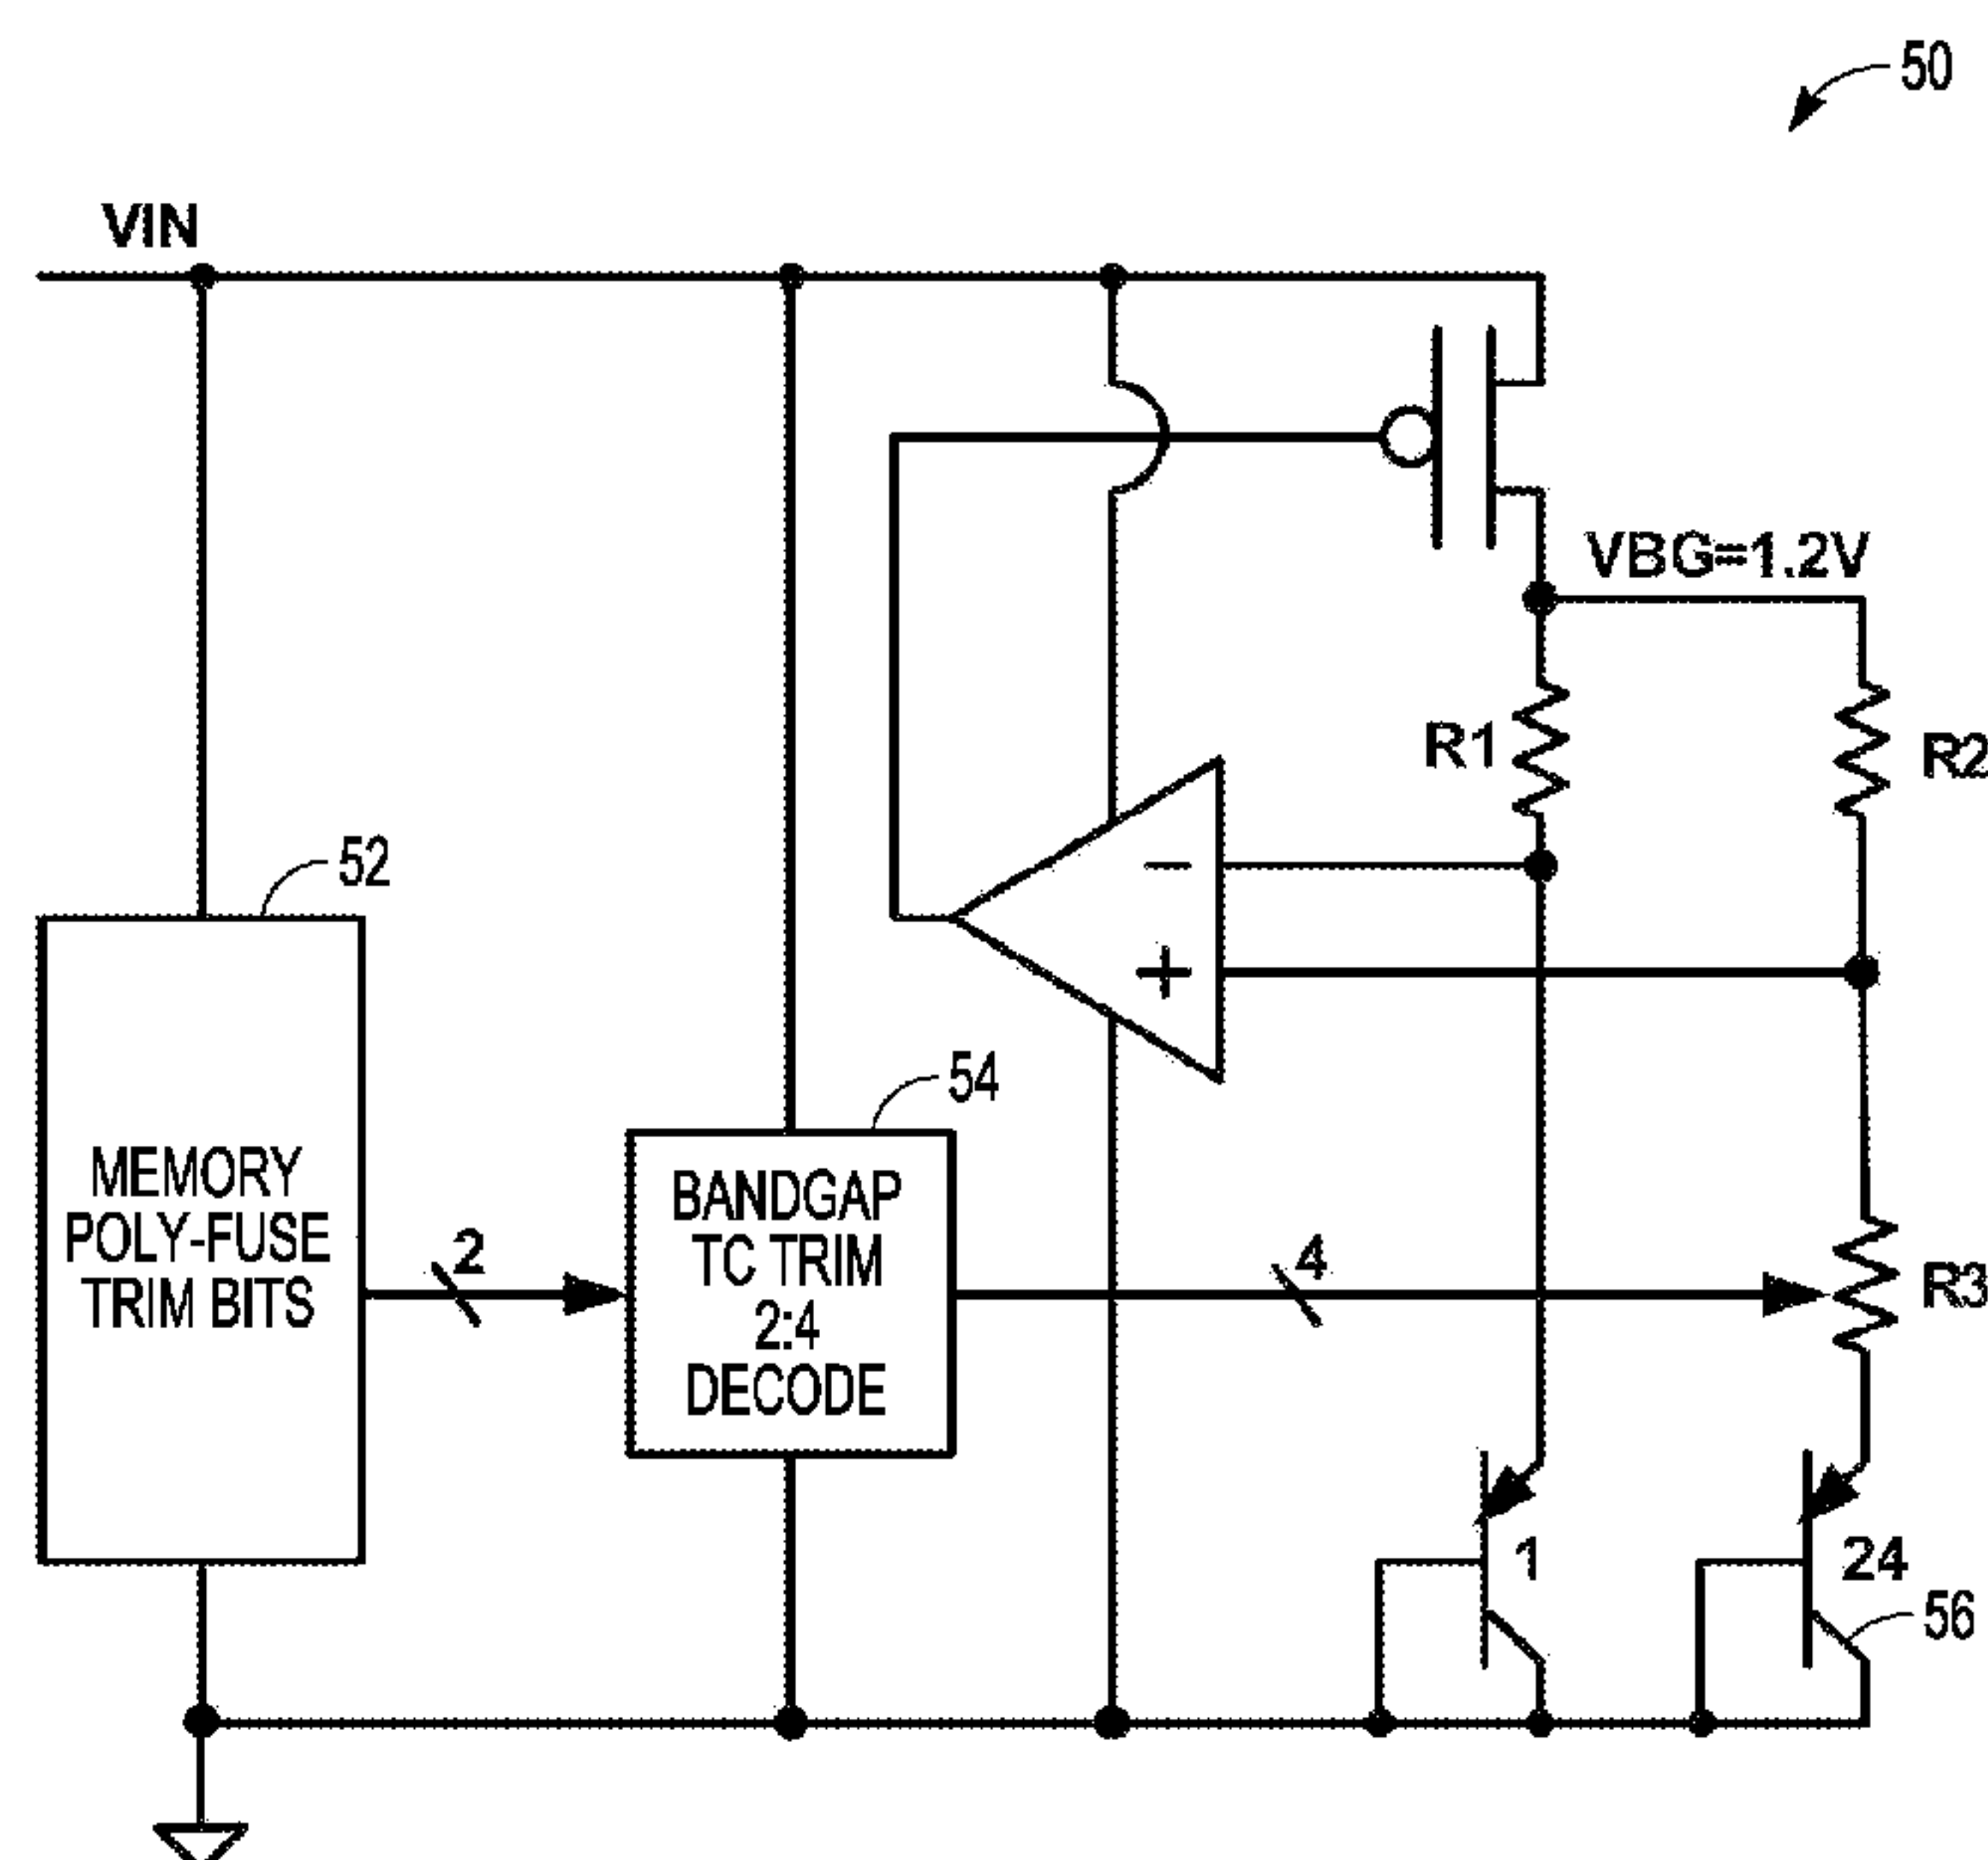 50
VIN
VBG=1.2V
R1
R2
52
−
+
54
MEMORY
POLY-FUSE
TRIM BITS
2
BANDGAP
TC TRIM
2:4
DECODE
4
R3
1
24
56